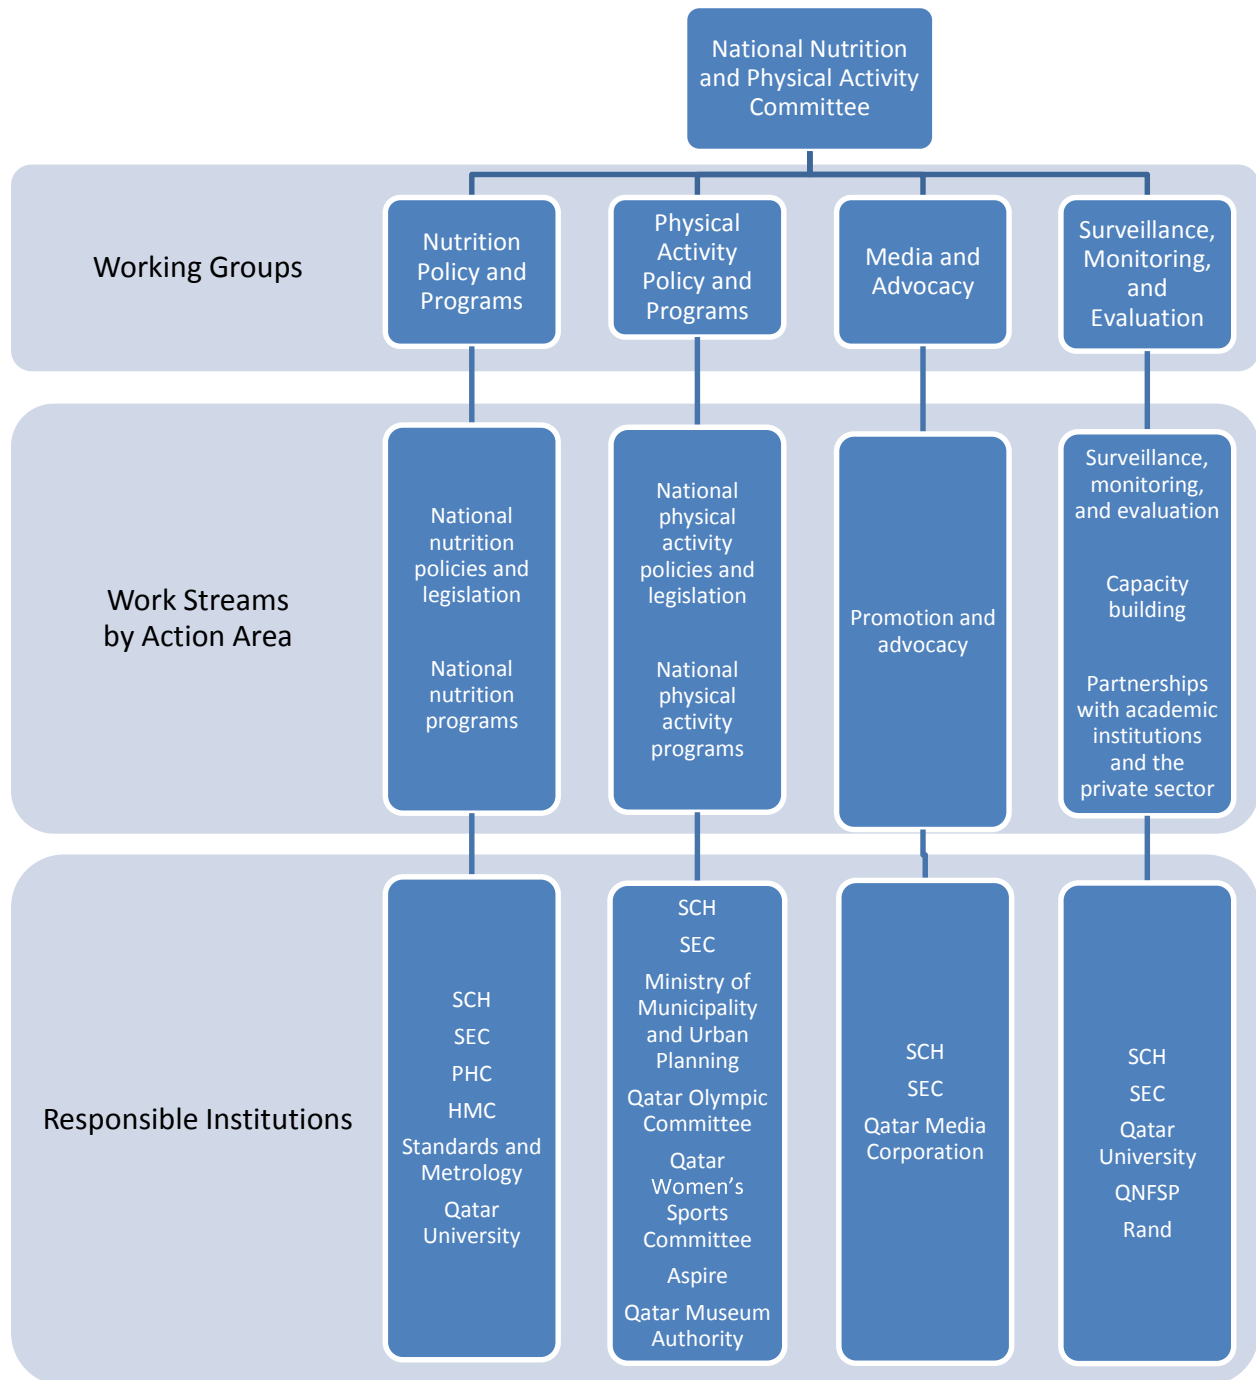 National Nutrition
and Physical Activity
Committee
Working Groups
Nutrition
Policy and
Programs
Physical
Activity
Policy and
Programs
Media and
Advocacy
Surveillance,
Monitoring,
and
Evaluation
Work Streams
by Action Area
National
nutrition
policies and
legislation
National
nutrition
programs
National
physical
activity
policies and
legislation
National
physical
activity
programs
Promotion and
advocacy
Surveillance,
monitoring,
and evaluation
Capacity
building
Partnerships
with academic
institutions
and the
private sector
Responsible Institutions
SCH
SEC
PHC
HMC
Standards and
Metrology
Qatar
University
SCH
SEC
Ministry of
Municipality
and Urban
Planning
Qatar Olympic
Committee
Qatar
Women’s
Sports
Committee
Aspire
Qatar Museum
Authority
SCH
SEC
Qatar Media
Corporation
SCH
SEC
Qatar
University
QNFSP
Rand